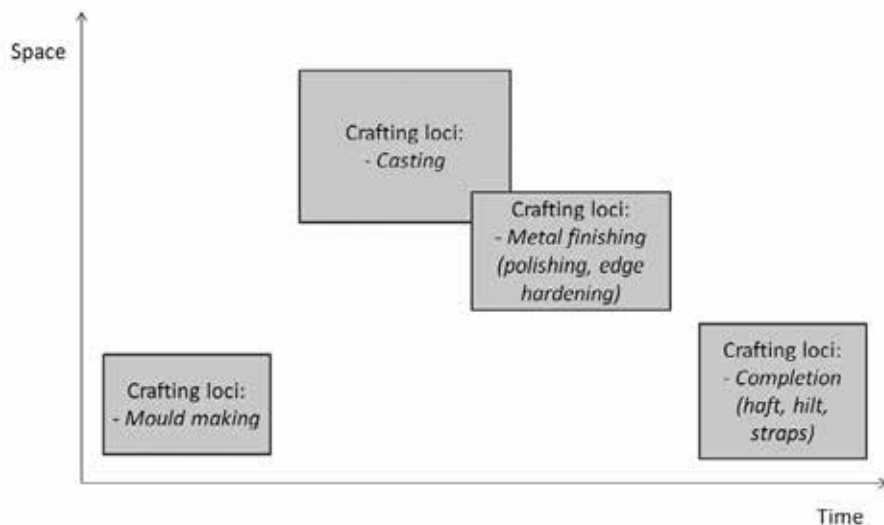 Space
Crafting loci:
- Casting
Crafting loci:
- Metal finishing
(polishing, edge
hardening)
Crafting loci:
- Mould making
Crafting loci:
- Completion
(haft, hilt,
straps)
Time